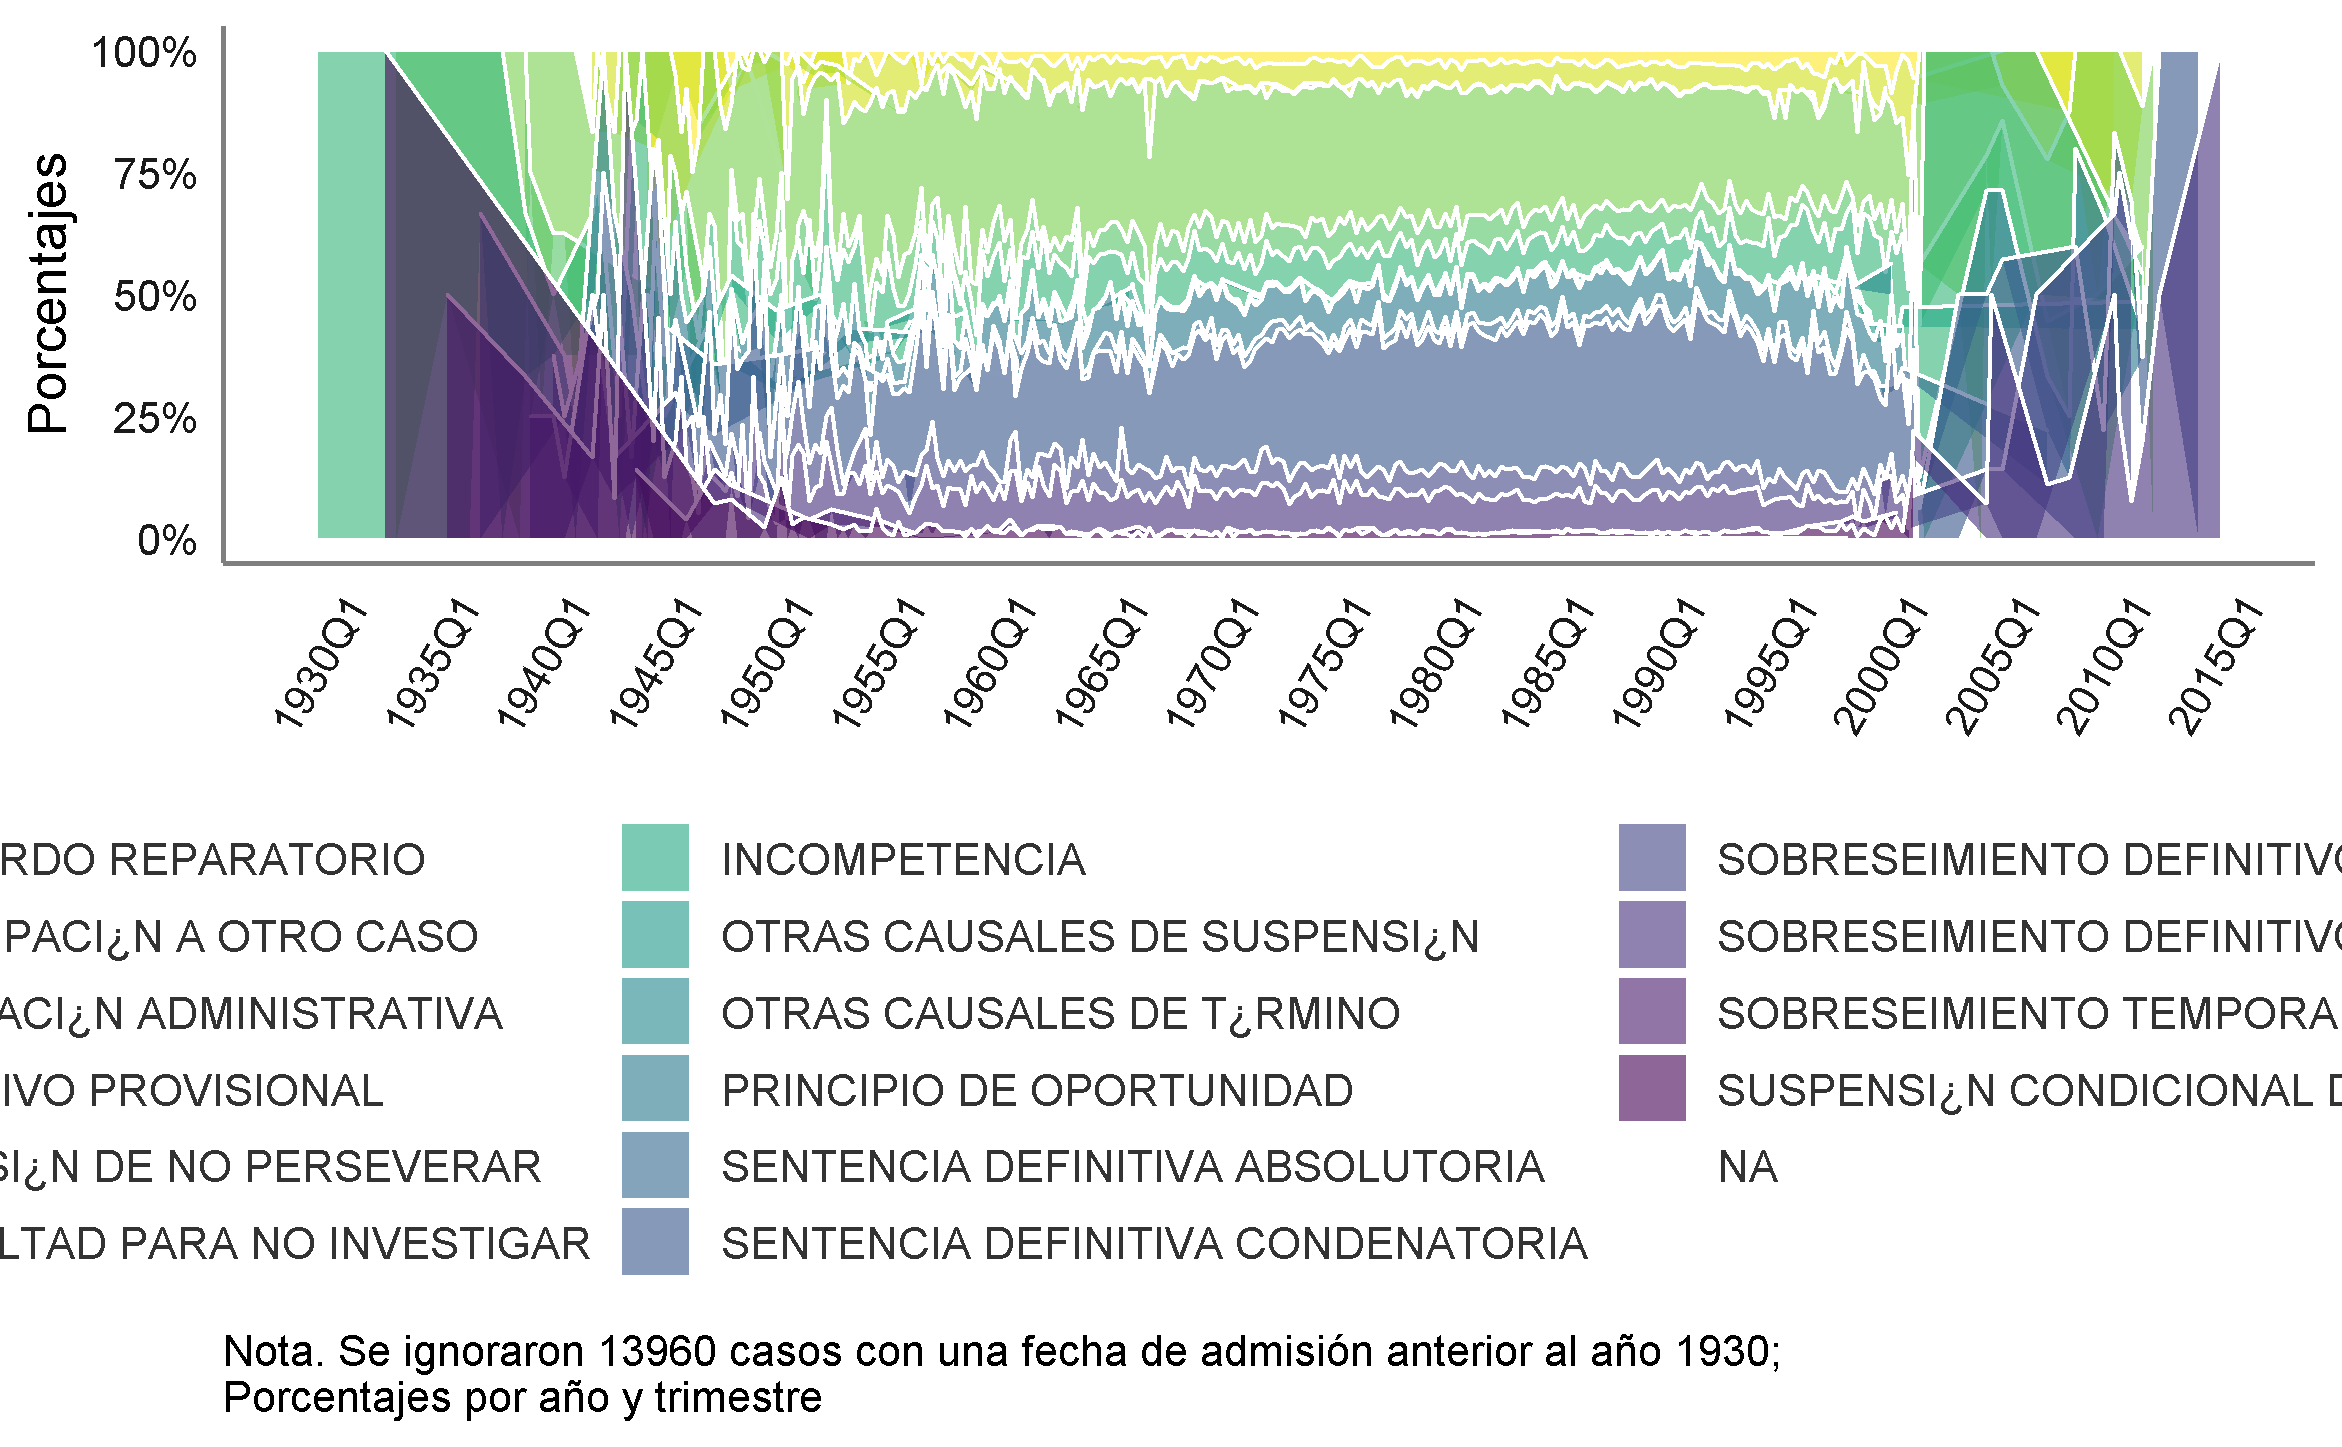 Porcentajes
100%
75%
50%
25%
0%
1930Q1
1935Q1
1940Q1
1945Q1
1950Q1
1955Q1
1960Q1
1965Q1
1970Q1
1975Q1
1980Q1
1985Q1
1990Q1
1995Q1
2000Q1
2005Q1
2010Q1
2015Q1
RDO REPARATORIO
PACI¿N A OTRO CASO
ACI¿N ADMINISTRATIVA
IVO PROVISIONAL
SI¿N DE NO PERSEVERAR
LTAD PARA NO INVESTIGAR
INCOMPETENCIA
OTRAS CAUSALES DE SUSPENSI¿N
OTRAS CAUSALES DE T¿RMINO
PRINCIPIO DE OPORTUNIDAD
SENTENCIA DEFINITIVA ABSOLUTORIA
SENTENCIA DEFINITIVA CONDENATORIA
SOBRESEIMIENTO DEFINITIVO
SOBRESEIMIENTO DEFINITIVO
SOBRESEIMIENTO TEMPORA
SUSPENSI¿N CONDICIONAL D
NA
Nota. Se ignoraron 13960 casos con una fecha de admisión anterior al año 1930;
Porcentajes por año y trimestre